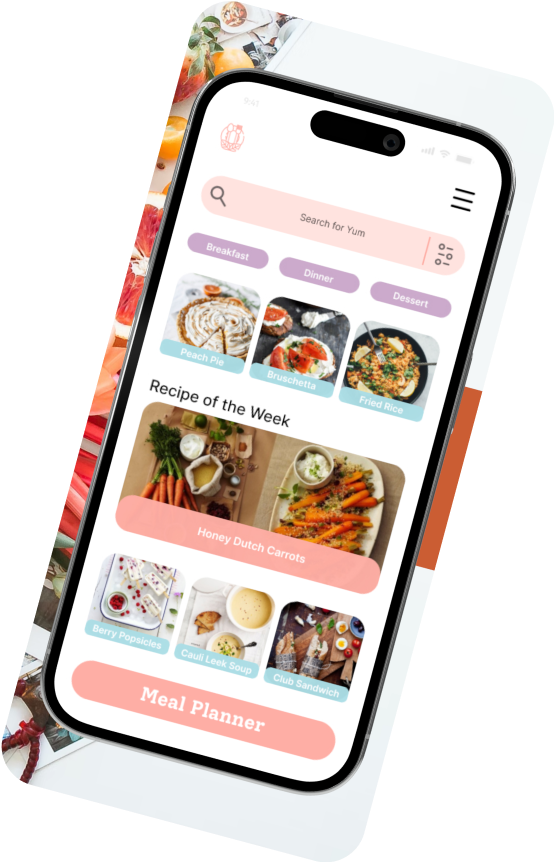 9:41
Search for Yum
Breakfast
Dinner
Dessert
Peach Pie
Bruschetta
Fried Rice
Recipe of the Week
Honey Dutch Carrots
Berry Popsicles
Cauli Leek Soup
Club Sandwich
Meal Planner